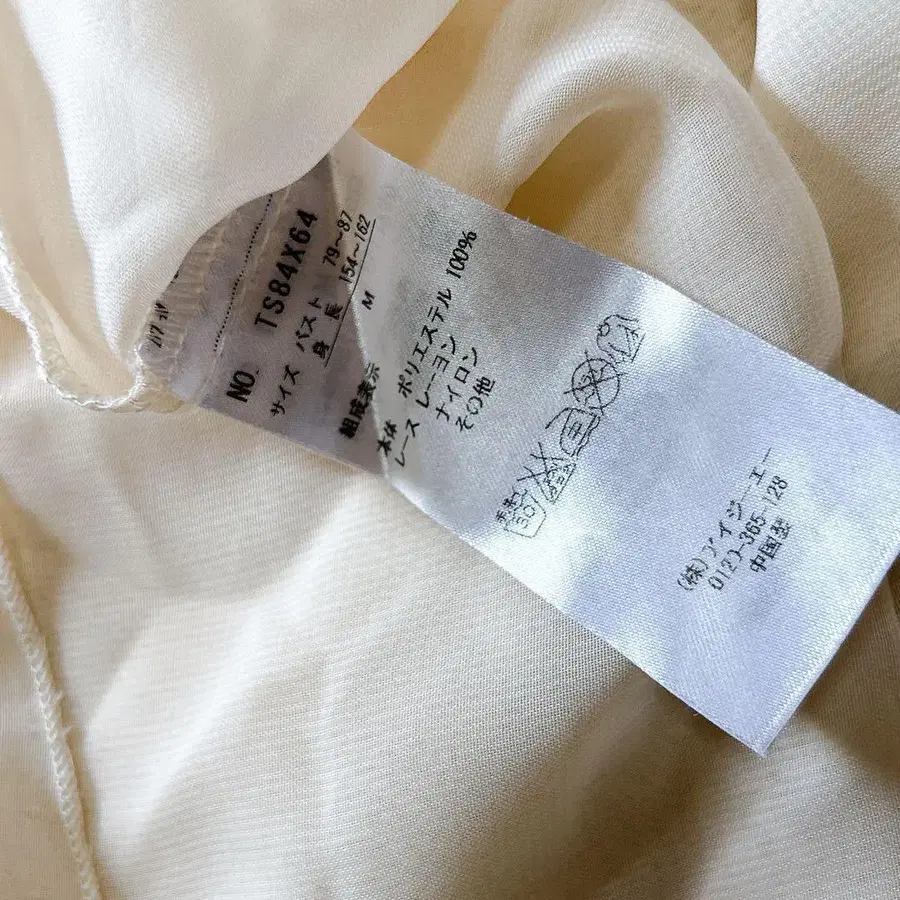 NO. TS84X64
サイズ バスト 79～87
身長 154～162
M
組成表示
本体 ポリエステル 100%
レース レーヨン
ナイロン
その他
30
(株)アイジーエー
0120-365-128
中国製